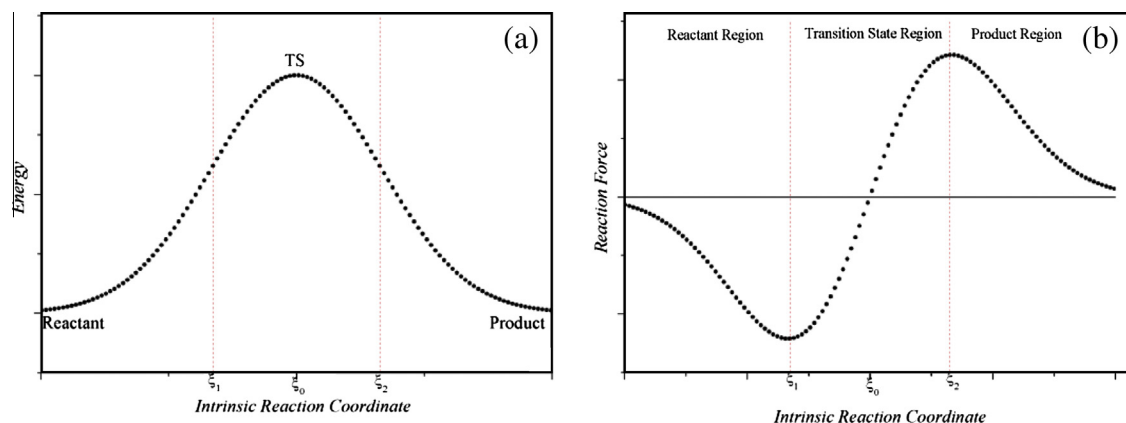 (a)
TS
Energy
Reactant
Product
ξ₁ ξ₀ ξ₂
Intrinsic Reaction Coordinate
Reactant Region Transition State Region Product Region (b)
Reaction Force
ξ₁ ξ₀ ξ₂
Intrinsic Reaction Coordinate